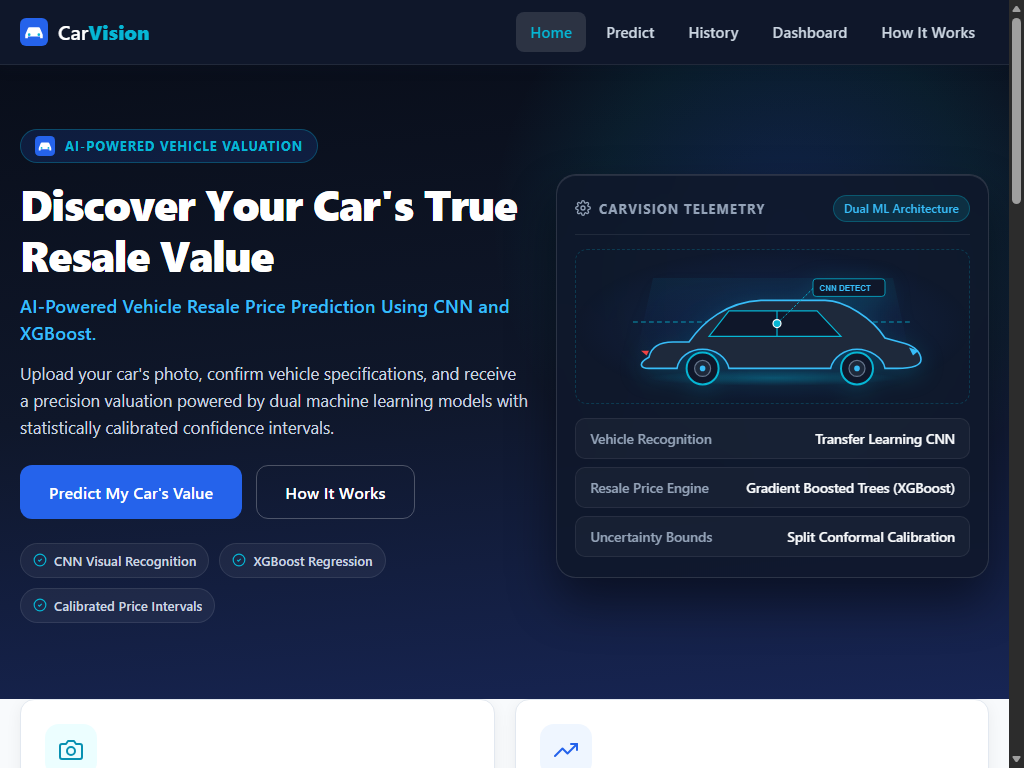 CarVision
Home
Predict
History
Dashboard
How It Works
AI-POWERED VEHICLE VALUATION
Discover Your Car's True
Resale Value
AI-Powered Vehicle Resale Price Prediction Using CNN and
XGBoost.
Upload your car's photo, confirm vehicle specifications, and receive
a precision valuation powered by dual machine learning models with
statistically calibrated confidence intervals.
Predict My Car's Value
How It Works
CNN Visual Recognition
XGBoost Regression
Calibrated Price Intervals
CARVISION TELEMETRY
Dual ML Architecture
CNN DETECT
Vehicle Recognition
Transfer Learning CNN
Resale Price Engine
Gradient Boosted Trees (XGBoost)
Uncertainty Bounds
Split Conformal Calibration